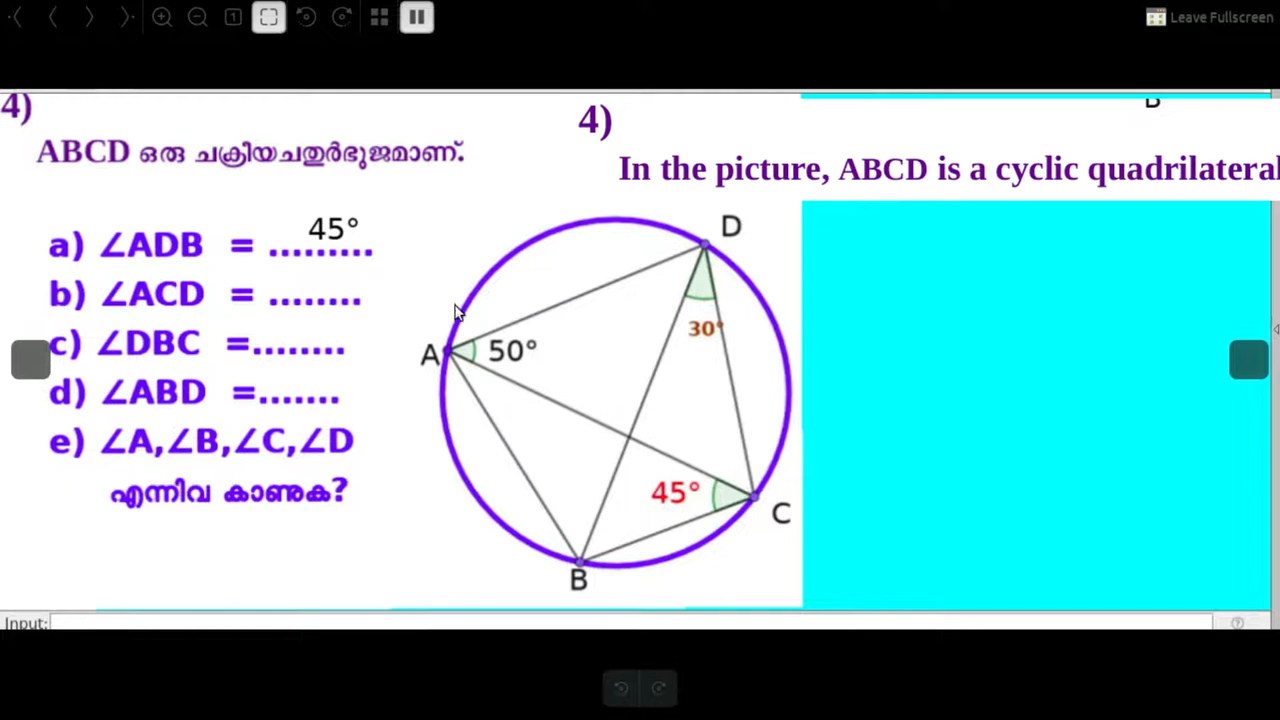 Leave Fullscreen
4)
ABCD ഒരു ചക്രിയചതുർഭുജമാണ്.
4)
In the picture, ABCD is a cyclic quadrilateral
B
a) ∠ADB = .........
45°
b) ∠ACD = ........
c) ∠DBC =........
d) ∠ABD =.......
e) ∠A,∠B,∠C,∠D
എന്നിവ കാണുക?
D
30°
A
50°
45°
C
B
Input: